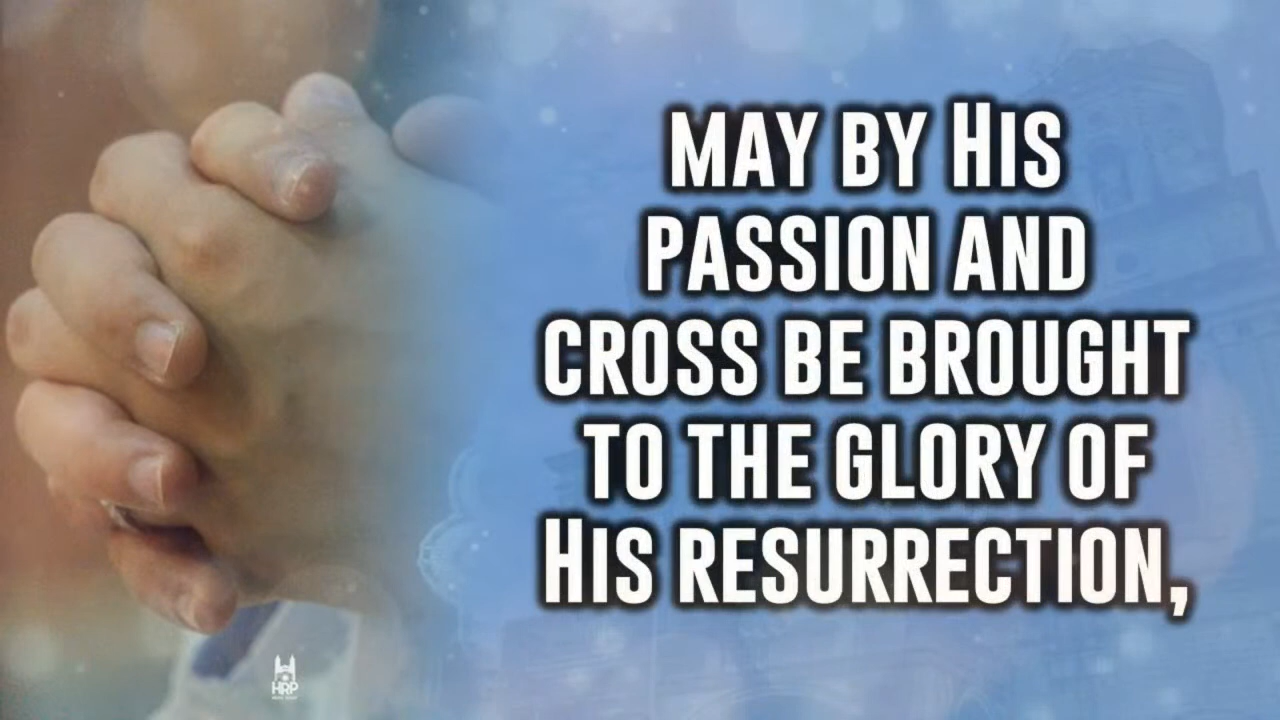 MAY BY HIS
PASSION AND
CROSS BE BROUGHT
TO THE GLORY OF
HIS RESURRECTION,
HRP